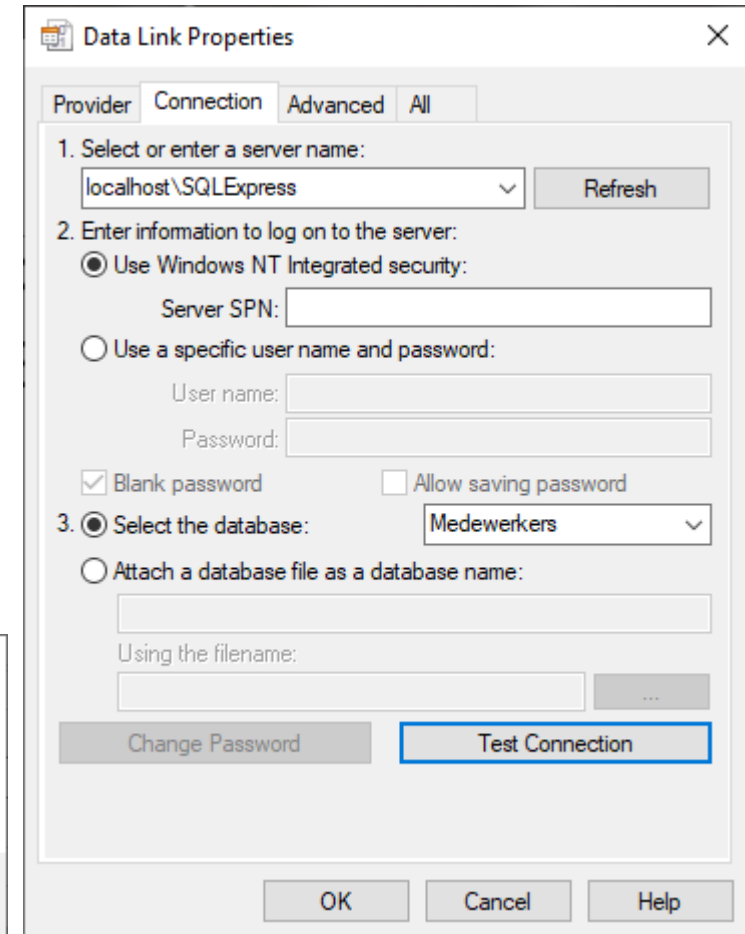 Data Link Properties
Provider Connection Advanced All
1. Select or enter a server name:
localhost\SQLExpress Refresh
2. Enter information to log on to the server:
Use Windows NT Integrated security:
Server SPN:
Use a specific user name and password:
User name:
Password:
Blank password Allow saving password
3. Select the database: Medewerkers
Attach a database file as a database name:
Using the filename:
...
Change Password Test Connection
OK Cancel Help